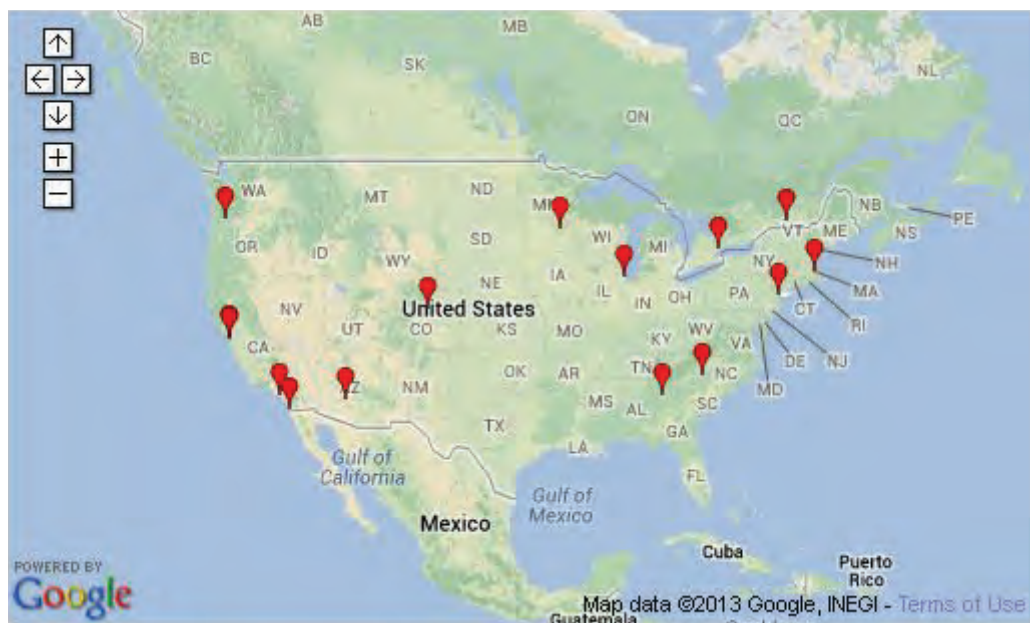 AB
MB
BC
SK
NL
ON
QC
WA
MT
ND
NB
PE
OR
ID
SD
WI
MI
VT
ME
NS
WY
NY
NH
NE
IA
IL
IN
OH
PA
MA
CT
United States
NV
UT
CO
KS
MO
KY
WV
VA
RI
CA
TN
NC
DE
NJ
AZ
NM
OK
AR
MS
AL
SC
MD
TX
GA
LA
FL
Gulf of
California
Gulf of
Mexico
Mexico
Cuba
Puerto
Rico
POWERED BY
Google
Map data ©2013 Google, INEGI - Terms of Use
Guatemala